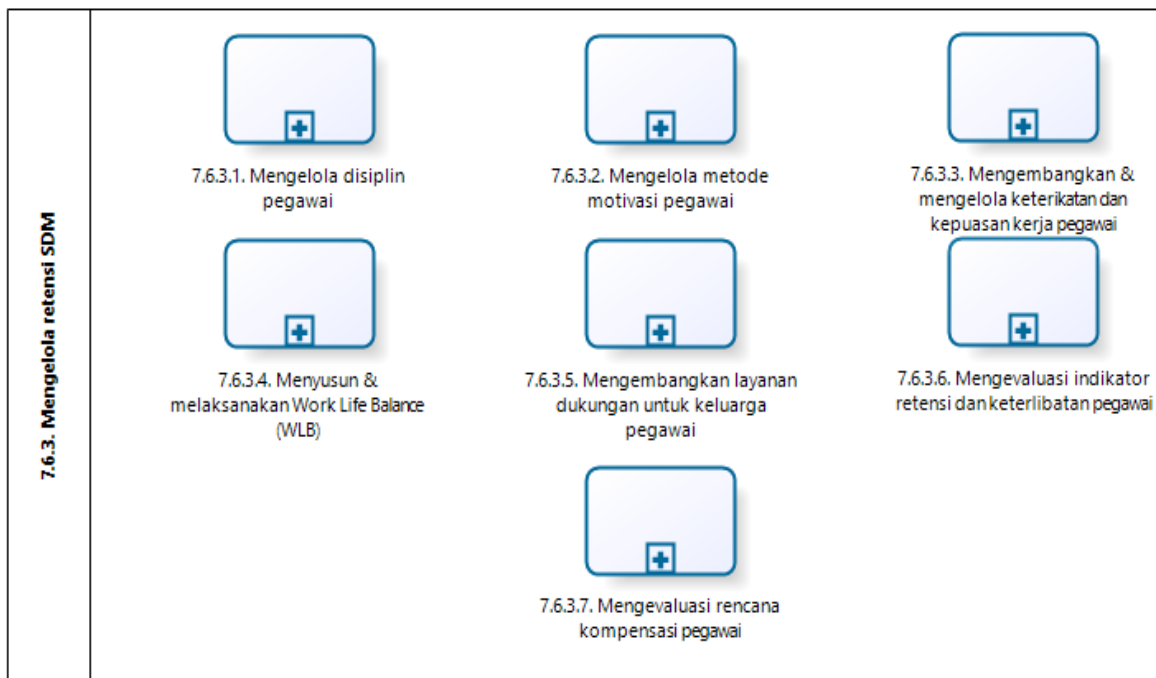 7.6.3. Mengelola retensi SDM
7.6.3.1. Mengelola disiplin
pegawai
7.6.3.2. Mengelola metode
motivasi pegawai
7.6.3.3. Mengembangkan &
mengelola keterikatan dan
kepuasan kerja pegawai
7.6.3.4. Menyusun &
melaksanakan Work Life Balance
(WLB)
7.6.3.5. Mengembangkan layanan
dukungan untuk keluarga
pegawai
7.6.3.6. Mengevaluasi indikator
retensi dan keterlibatan pegawai
7.6.3.7. Mengevaluasi rencana
kompensasi pegawai